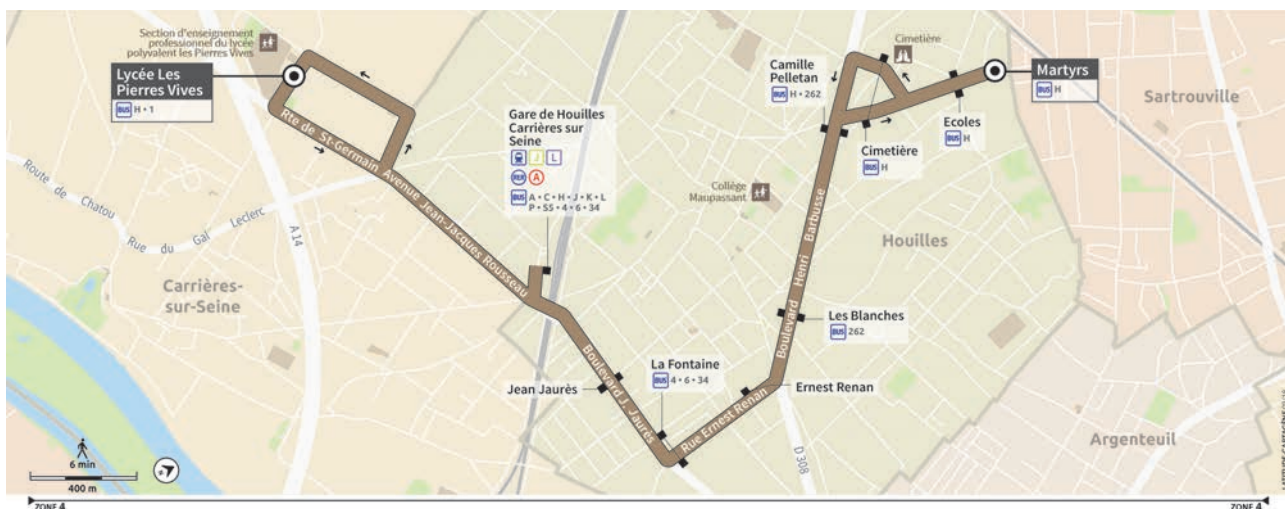 Section d'enseignement
professionnel du lycée
polyvalent les Pierres Vives
Lycée Les
Pierres Vives
BUS H • 1
Rte de St-Germain
Avenue Jean-Jacques Rousseau
Route de Chatou
Rue du Gal Leclerc
A 14
Carrières-
sur-Seine
Gare de Houilles
Carrières sur
Seine
J L
RER A
BUS A • C • H • J • K • L
P • SS • 4 • 6 • 34
Boulevard J. Jaurès
Jean Jaurès
La Fontaine
BUS 4 • 6 • 34
Rue Ernest Renan
Ernest Renan
D 308
Boulevard Henri Barbusse
Les Blanches
BUS 262
Collège
Maupassant
Houilles
Camille
Pelletan
BUS H • 262
Cimetière
Cimetière
BUS H
Ecoles
BUS H
Martyrs
BUS H
Sartrouville
Argenteuil
6 min
400 m
ZONE 4
ZONE 4